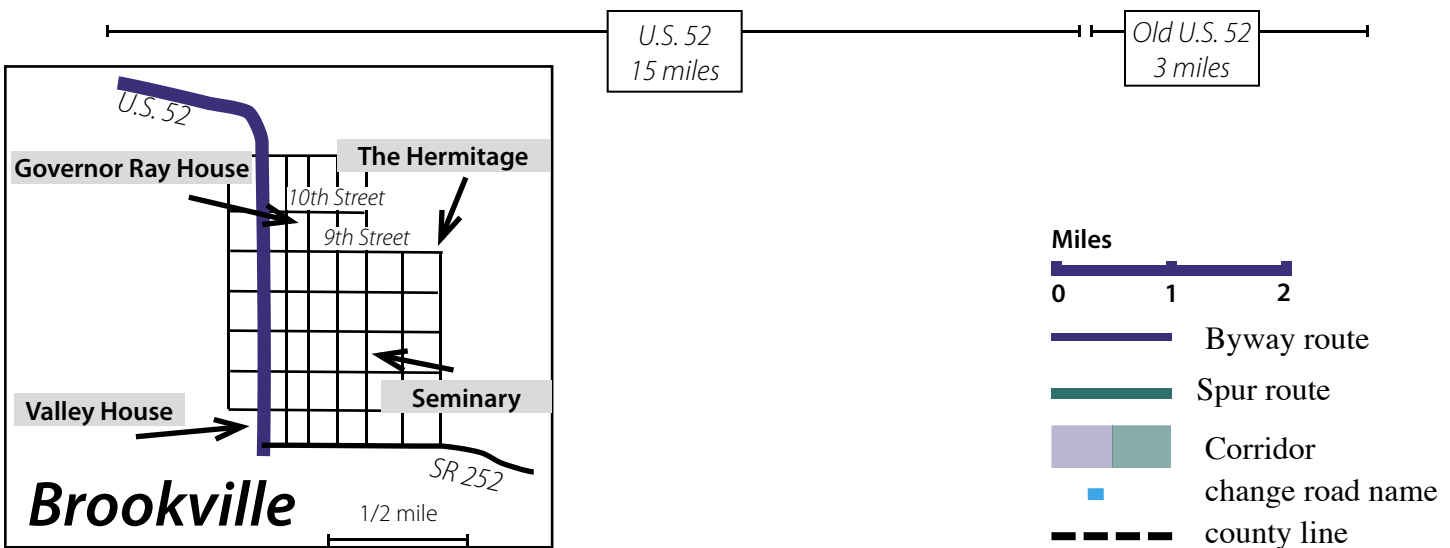 U.S. 52
15 miles
Old U.S. 52
3 miles
U.S. 52
Governor Ray House
The Hermitage
10th Street
9th Street
Valley House
Seminary
SR 252
Brookville
1/2 mile
Miles
0 1 2
Byway route
Spur route
Corridor
change road name
county line